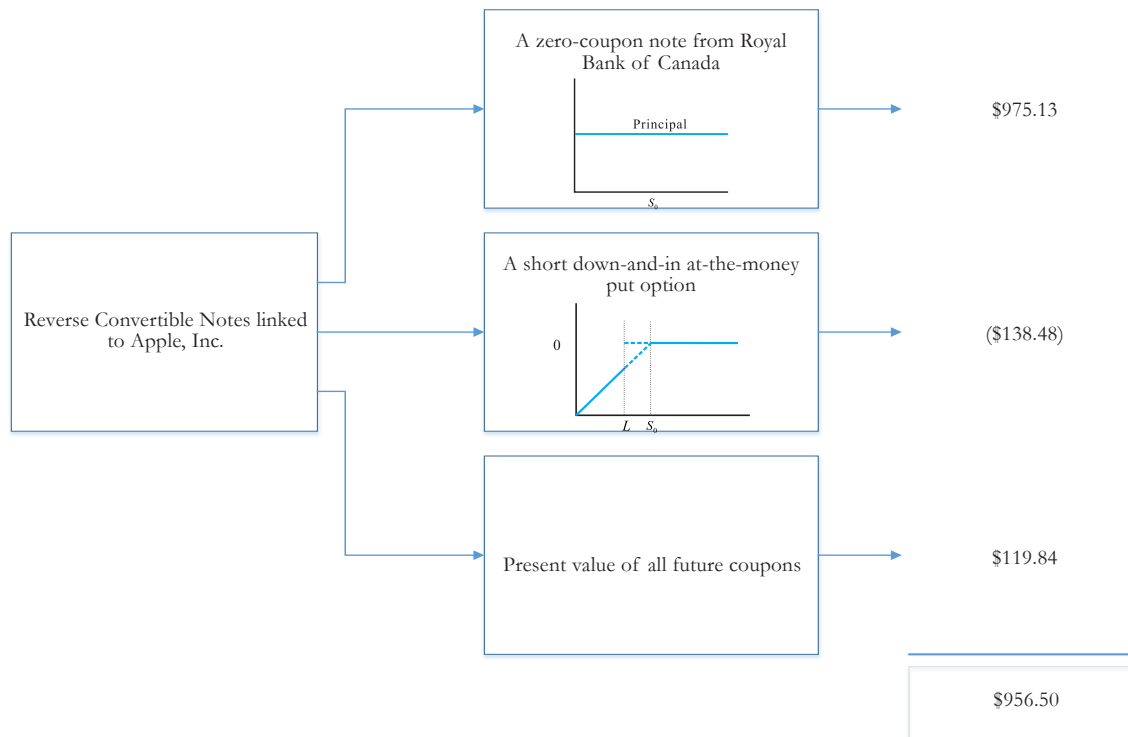 A zero-coupon note from Royal
Bank of Canada
Principal
S₀
$975.13
Reverse Convertible Notes linked
to Apple, Inc.
A short down-and-in at-the-money
put option
0
L S₀
($138.48)
Present value of all future coupons
$119.84
$956.50